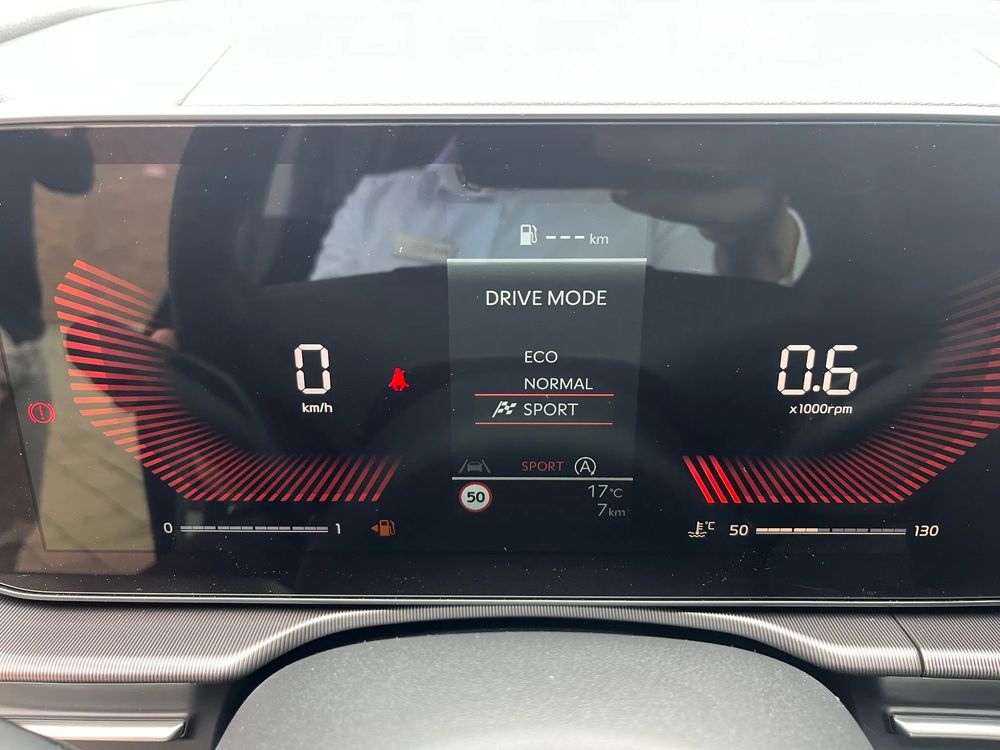 --- km
DRIVE MODE
ECO
NORMAL
SPORT
0
km/h
0.6
x1000rpm
SPORT A
50
17°C
7km
0 1
°C 50 130